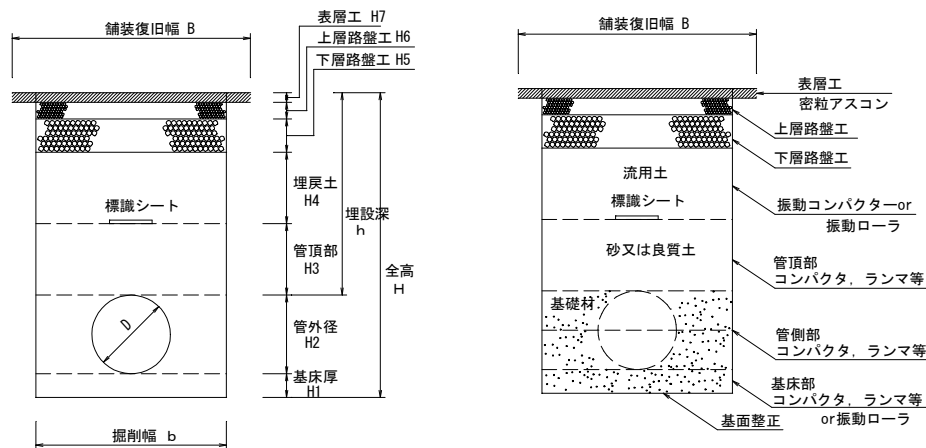 舗装復旧幅 B
表層工 H7
上層路盤工 H6
下層路盤工 H5
埋戻土
H4
標識シート
埋設深
h
管頂部
H3
全高
H
D
管外径
H2
基床厚
H1
掘削幅 b
舗装復旧幅 B
表層工
密粒アスコン
上層路盤工
下層路盤工
流用土
標識シート
振動コンパクターor
振動ローラ
砂又は良質土
管頂部
コンパクタ, ランマ等
基礎材
管側部
コンパクタ, ランマ等
基床部
コンパクタ, ランマ等
or振動ローラ
基面整正